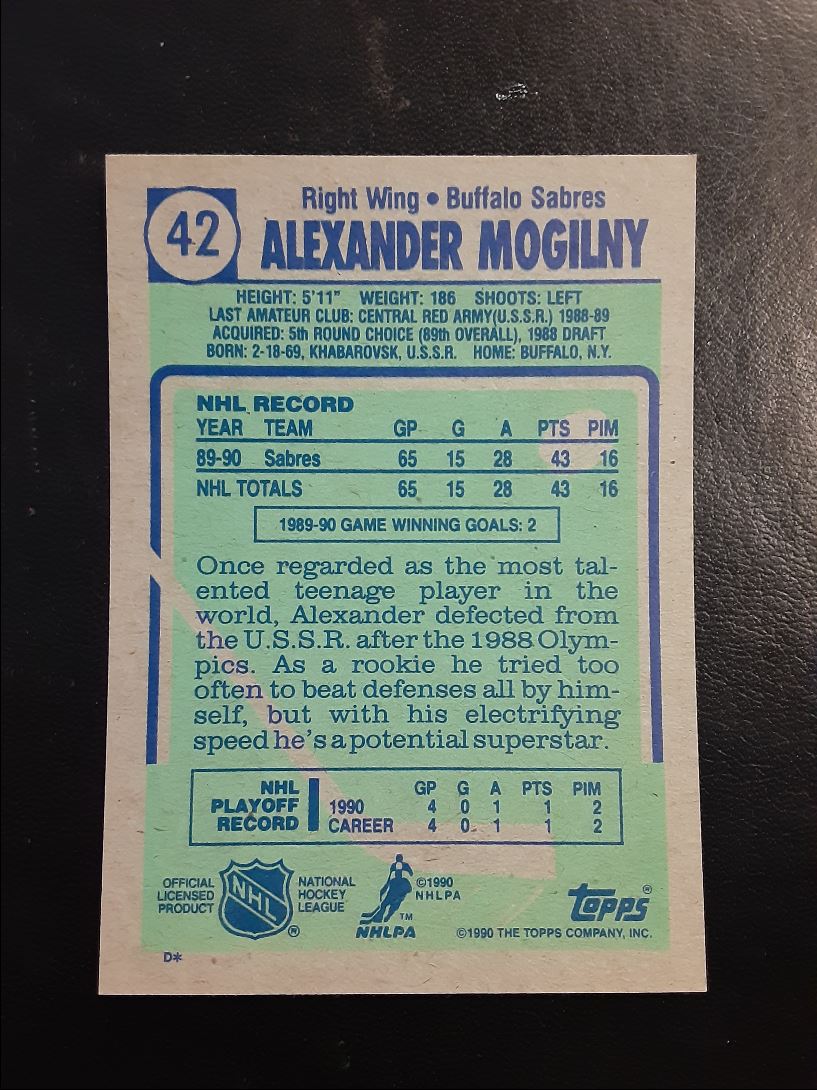 42
Right Wing • Buffalo Sabres
ALEXANDER MOGILNY
HEIGHT: 5'11" WEIGHT: 186 SHOOTS: LEFT
LAST AMATEUR CLUB: CENTRAL RED ARMY(U.S.S.R.) 1988-89
ACQUIRED: 5th ROUND CHOICE (89th OVERALL), 1988 DRAFT
BORN: 2-18-69, KHABAROVSK, U.S.S.R. HOME: BUFFALO, N.Y.
NHL RECORD
YEAR TEAM GP G A PTS PIM
89-90 Sabres 65 15 28 43 16
NHL TOTALS 65 15 28 43 16
1989-90 GAME WINNING GOALS: 2
Once regarded as the most tal-
ented teenage player in the
world, Alexander defected from
the U.S.S.R. after the 1988 Olym-
pics. As a rookie he tried too
often to beat defenses all by him-
self, but with his electrifying
speed he's a potential superstar.
NHL PLAYOFF RECORD
GP G A PTS PIM
1990 4 0 1 1 2
CAREER 4 0 1 1 2
OFFICIAL
LICENSED
PRODUCT
NHL
®
NATIONAL
HOCKEY
LEAGUE
TM
NHLPA
©1990
NHLPA
topps®
©1990 THE TOPPS COMPANY, INC.
D*